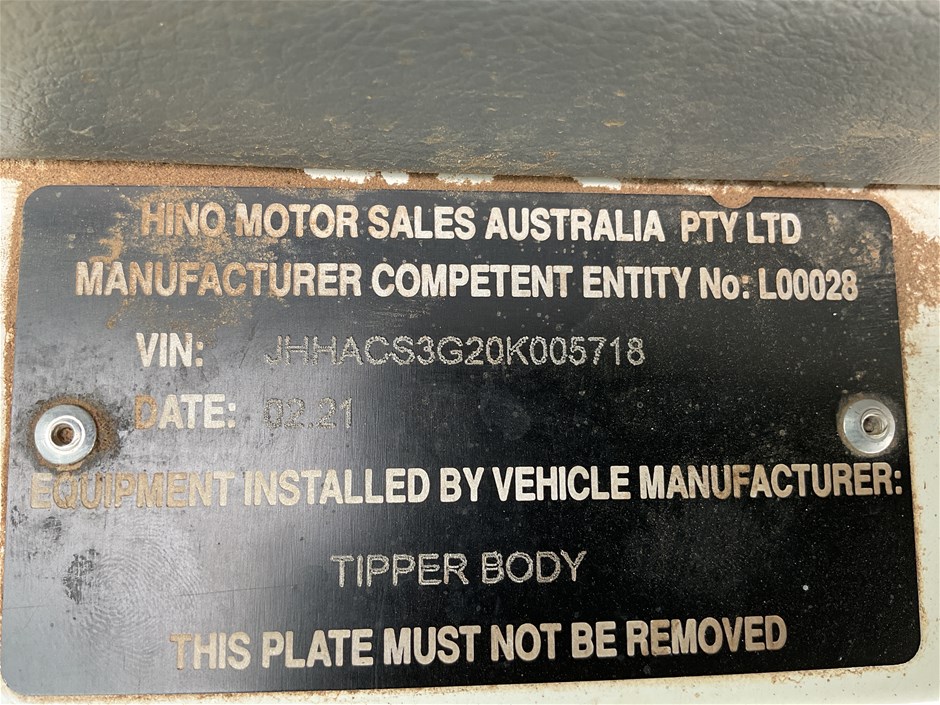 HINO MOTOR SALES AUSTRALIA PTY LTD
MANUFACTURER COMPETENT ENTITY No: L00028
VIN: JHHACS3G20K005718
DATE: 02.21
EQUIPMENT INSTALLED BY VEHICLE MANUFACTURER:
TIPPER BODY
THIS PLATE MUST NOT BE REMOVED